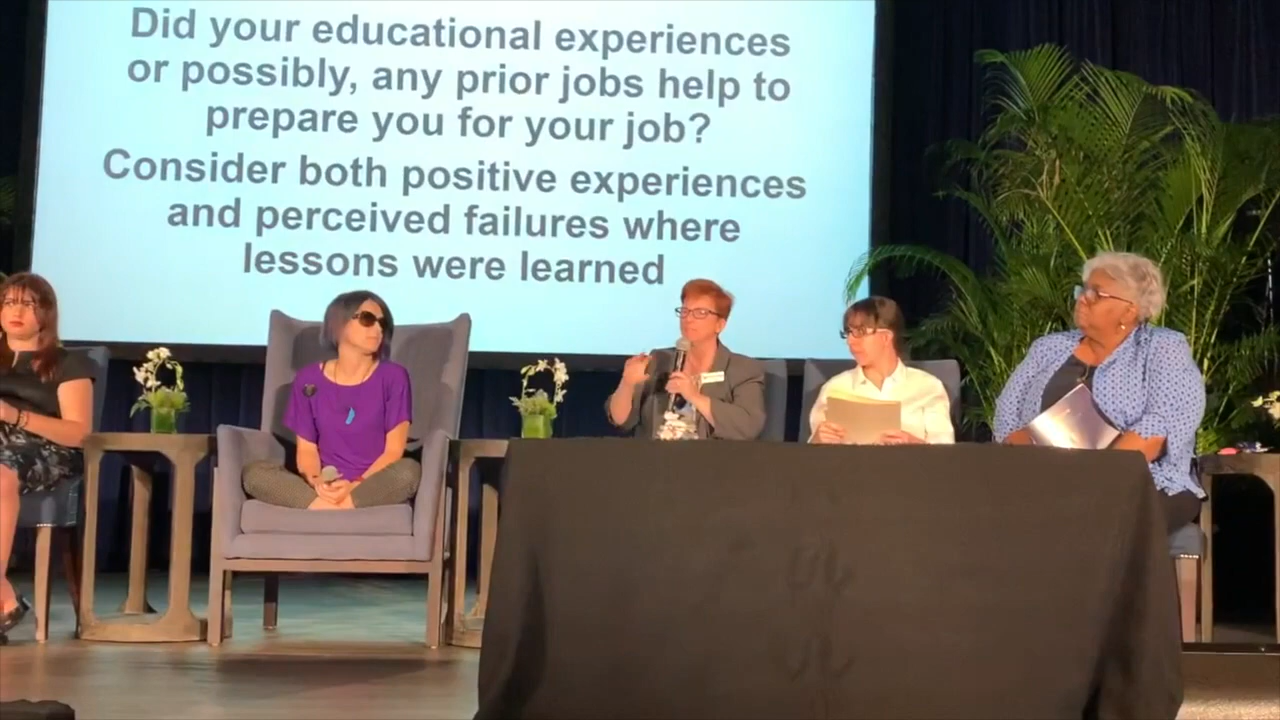 Did your educational experiences
or possibly, any prior jobs help to
prepare you for your job?
Consider both positive experiences
and perceived failures where
lessons were learned